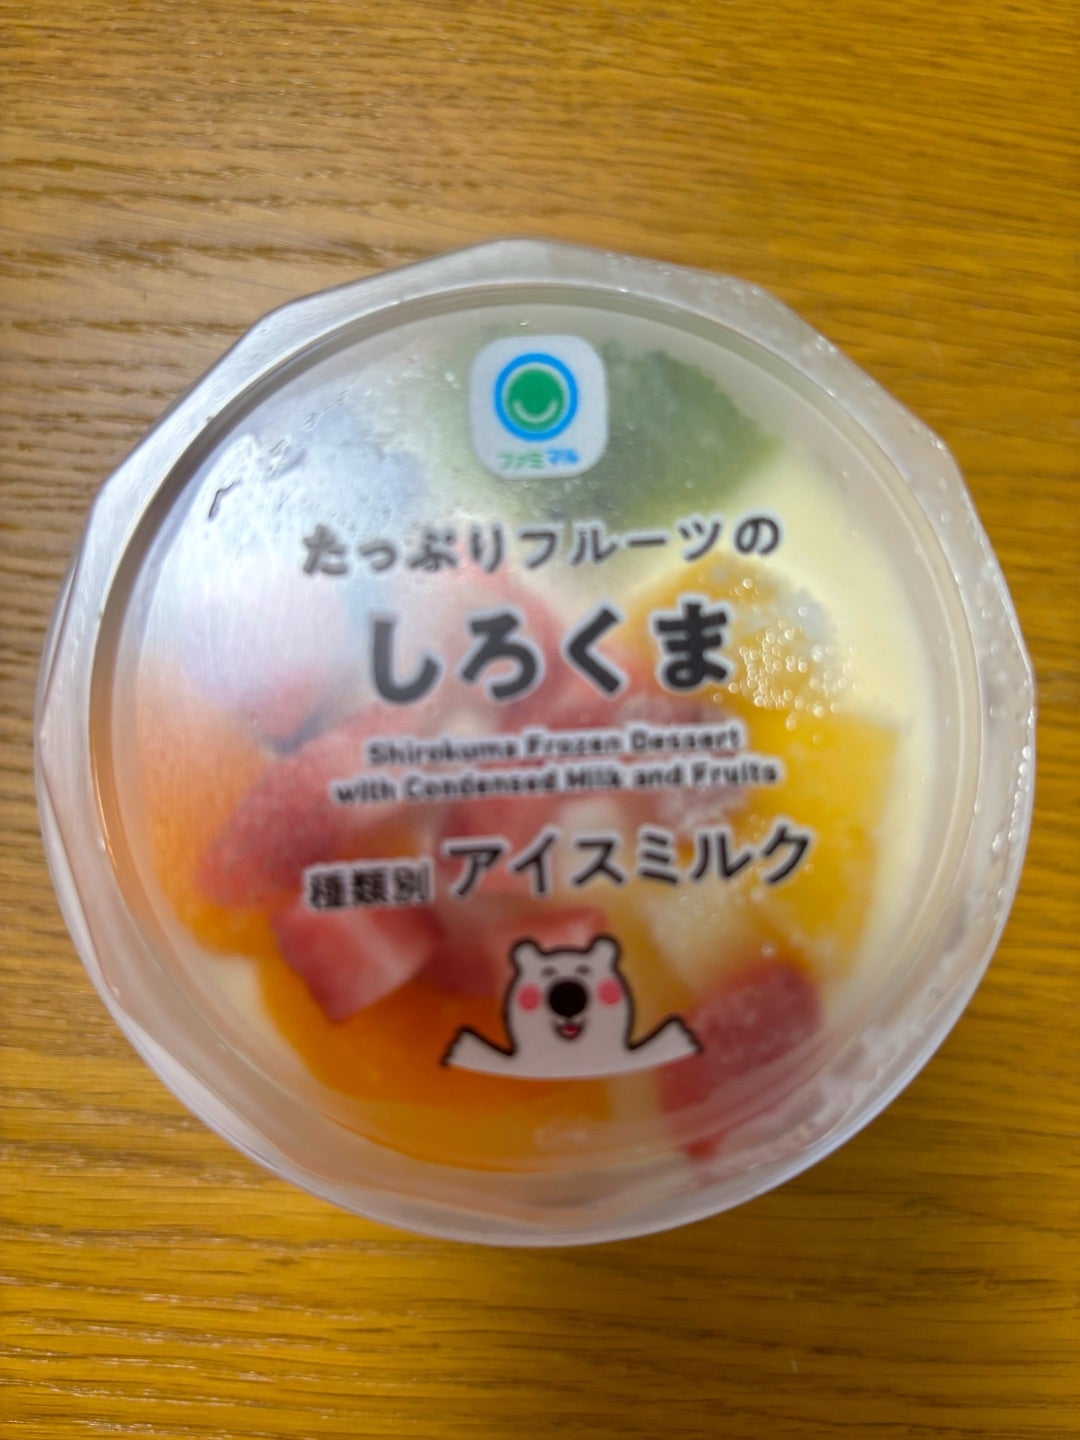 ファミマル
たっぷりフルーツの
しろくま
Shirokuma Frozen Dessert
with Condensed Milk and Fruits
種類別 アイスミルク